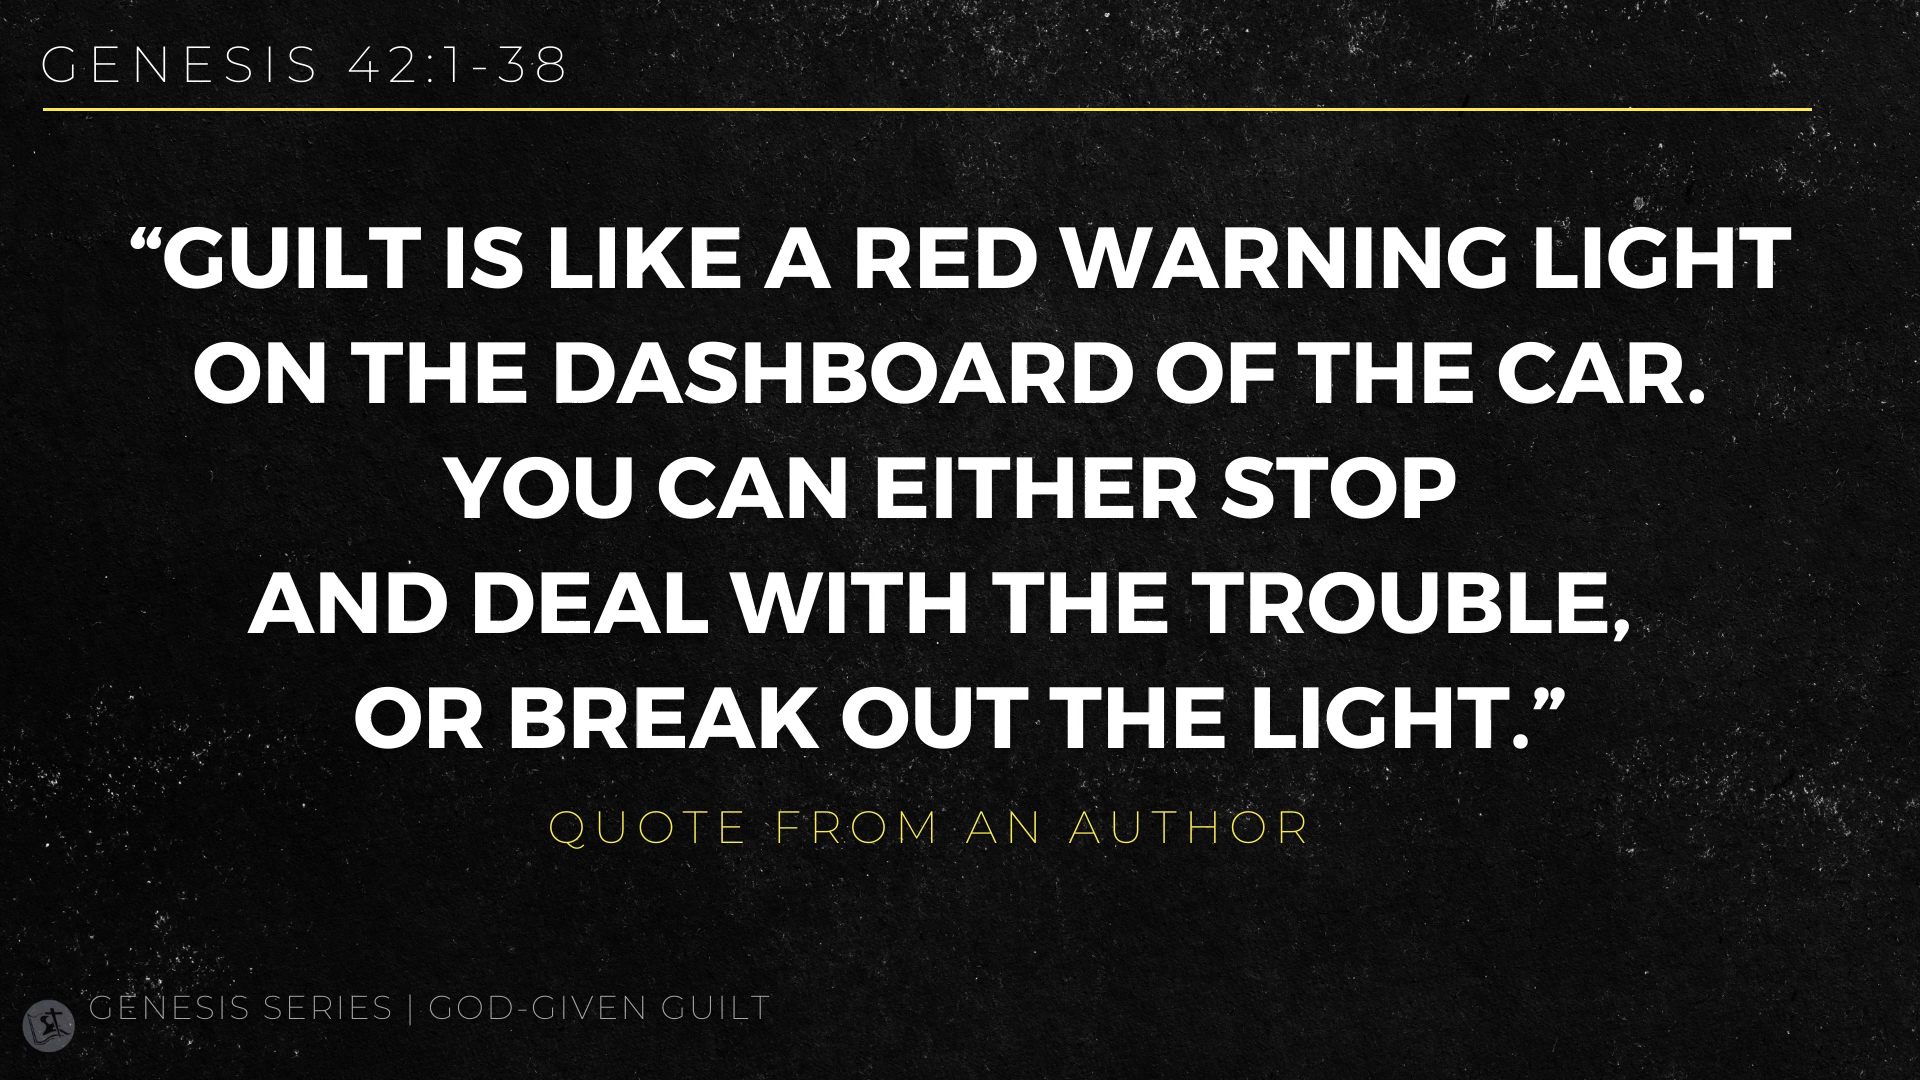 GENESIS 42:1-38
“GUILT IS LIKE A RED WARNING LIGHT
ON THE DASHBOARD OF THE CAR.
YOU CAN EITHER STOP
AND DEAL WITH THE TROUBLE,
OR BREAK OUT THE LIGHT.”
QUOTE FROM AN AUTHOR
GENESIS SERIES | GOD-GIVEN GUILT